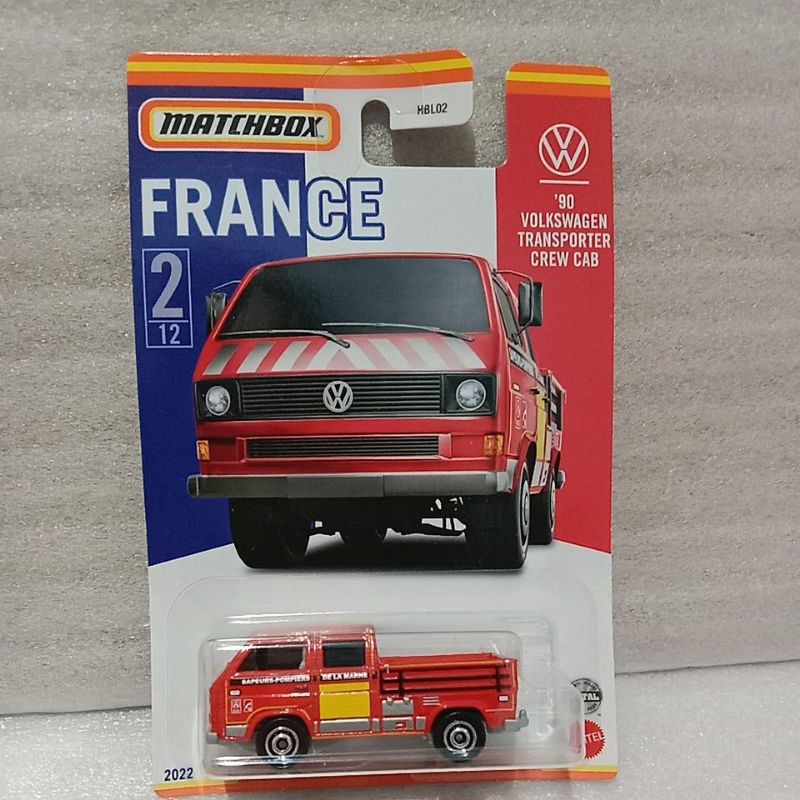 MATCHBOX
HBL02
FRANCE
2
12
'90
VOLKSWAGEN
TRANSPORTER
CREW CAB
SAPEURS-POMPIERS DE LA MARNE
2022